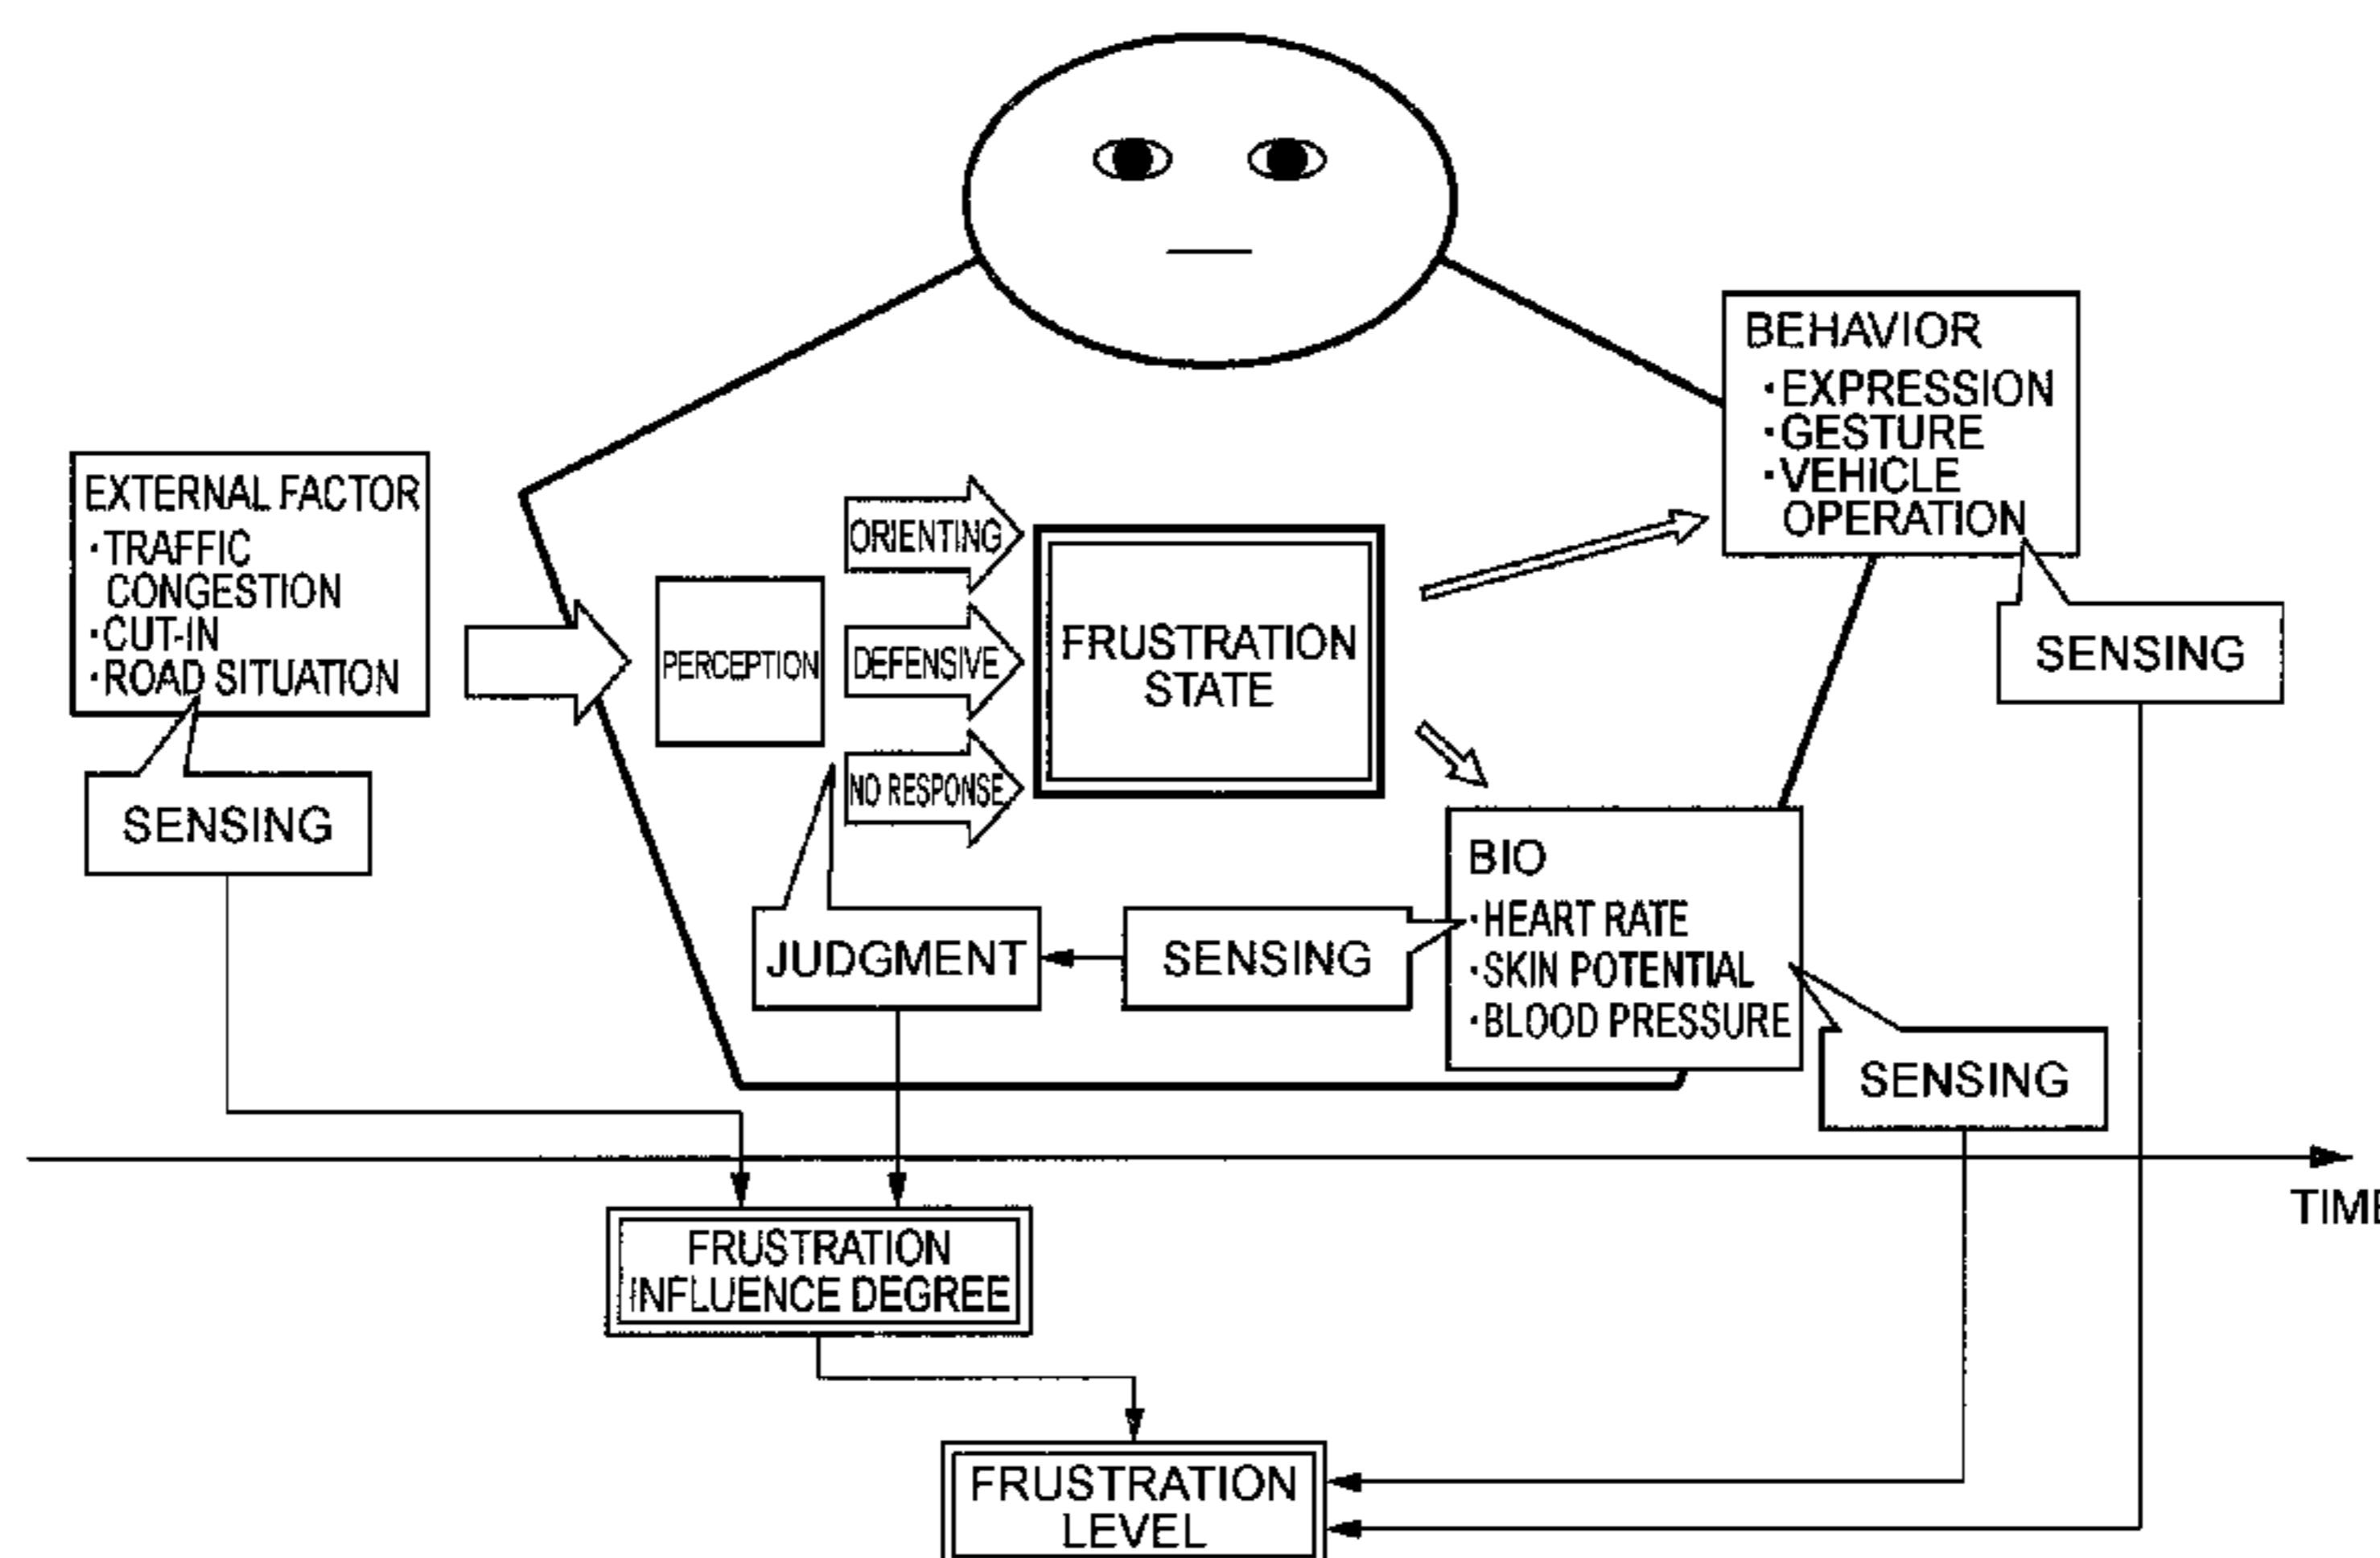 BEHAVIOR
·EXPRESSION
·GESTURE
·VEHICLE
OPERATION
SENSING
EXTERNAL FACTOR
·TRAFFIC
CONGESTION
·CUT-IN
·ROAD SITUATION
SENSING
PERCEPTION
ORIENTING
DEFENSIVE
NO RESPONSE
FRUSTRATION
STATE
JUDGMENT
SENSING
BIO
·HEART RATE
·SKIN POTENTIAL
·BLOOD PRESSURE
SENSING
TIME
FRUSTRATION
INFLUENCE DEGREE
FRUSTRATION
LEVEL